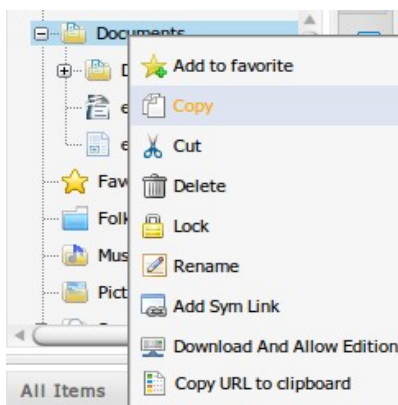 Documents
Add to favorite
Copy
Cut
Delete
Lock
Rename
Add Sym Link
Download And Allow Edition
Copy URL to clipboard
All Items